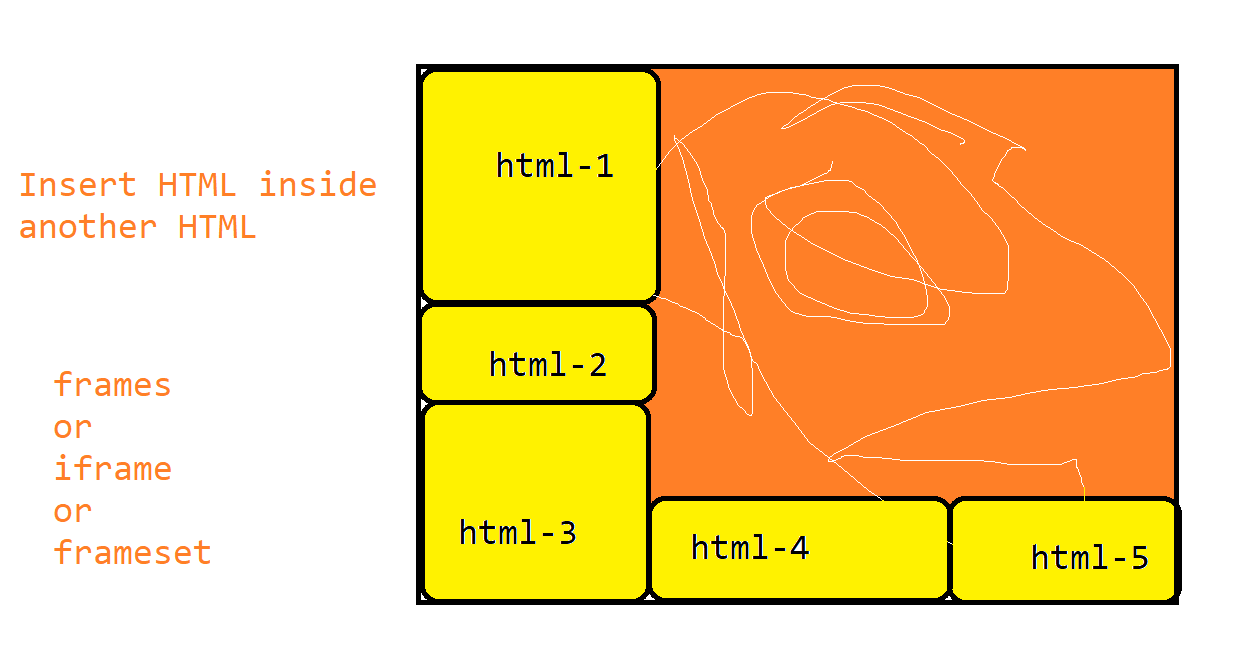 Insert HTML inside
another HTML
frames
or
iframe
or
frameset
html-1
html-2
html-3
html-4
html-5